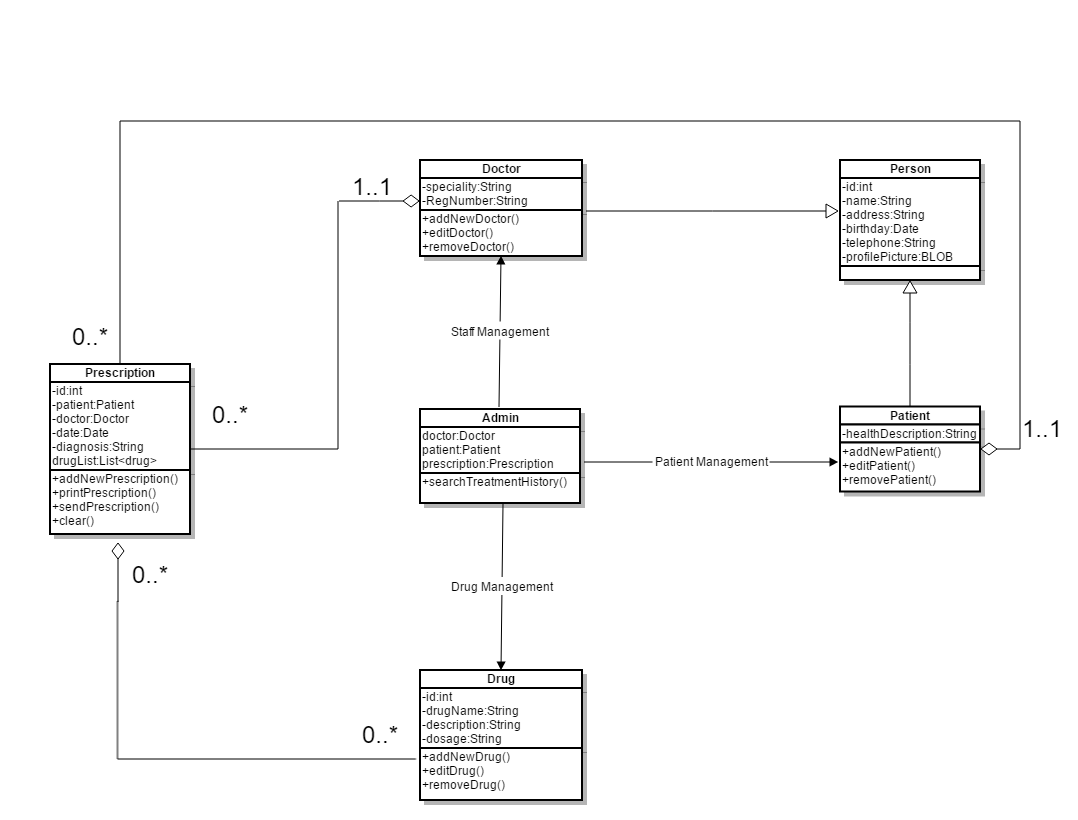 Doctor
-speciality:String
-RegNumber:String
+addNewDoctor()
+editDoctor()
+removeDoctor()
Person
-id:int
-name:String
-address:String
-birthday:Date
-telephone:String
-profilePicture:BLOB
1..1
Staff Management
0..*
Prescription
-id:int
-patient:Patient
-doctor:Doctor
-date:Date
-diagnosis:String
drugList:List<drug>
+addNewPrescription()
+printPrescription()
+sendPrescription()
+clear()
0..*
Admin
doctor:Doctor
patient:Patient
prescription:Prescription
+searchTreatmentHistory()
Patient Management
Patient
-healthDescription:String
+addNewPatient()
+editPatient()
+removePatient()
1..1
0..*
Drug Management
0..*
Drug
-id:int
-drugName:String
-description:String
-dosage:String
+addNewDrug()
+editDrug()
+removeDrug()